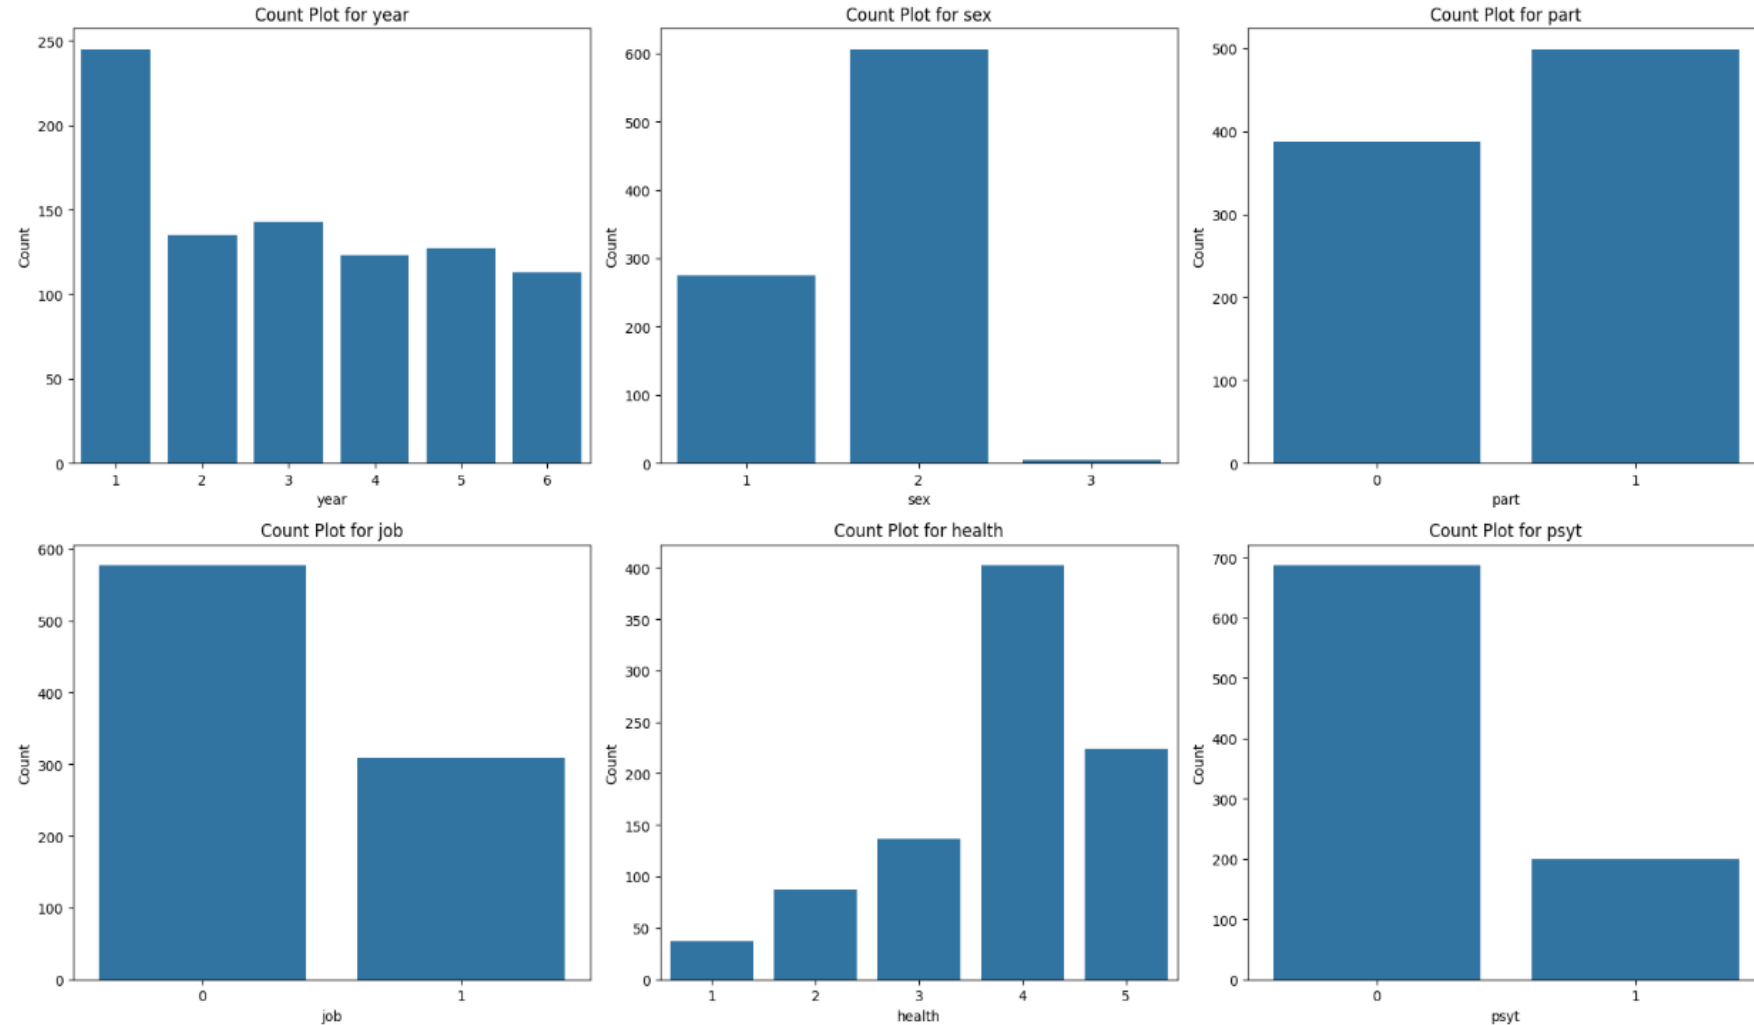 Count Plot for year
250
200
150
100
50
0
Count
1 2 3 4 5 6
year
Count Plot for sex
600
500
400
300
200
100
0
Count
1 2 3
sex
Count Plot for part
500
400
300
200
100
0
Count
0 1
part
Count Plot for job
600
500
400
300
200
100
0
Count
0 1
job
Count Plot for health
400
350
300
250
200
150
100
50
0
Count
1 2 3 4 5
health
Count Plot for psyt
700
600
500
400
300
200
100
0
Count
0 1
psyt